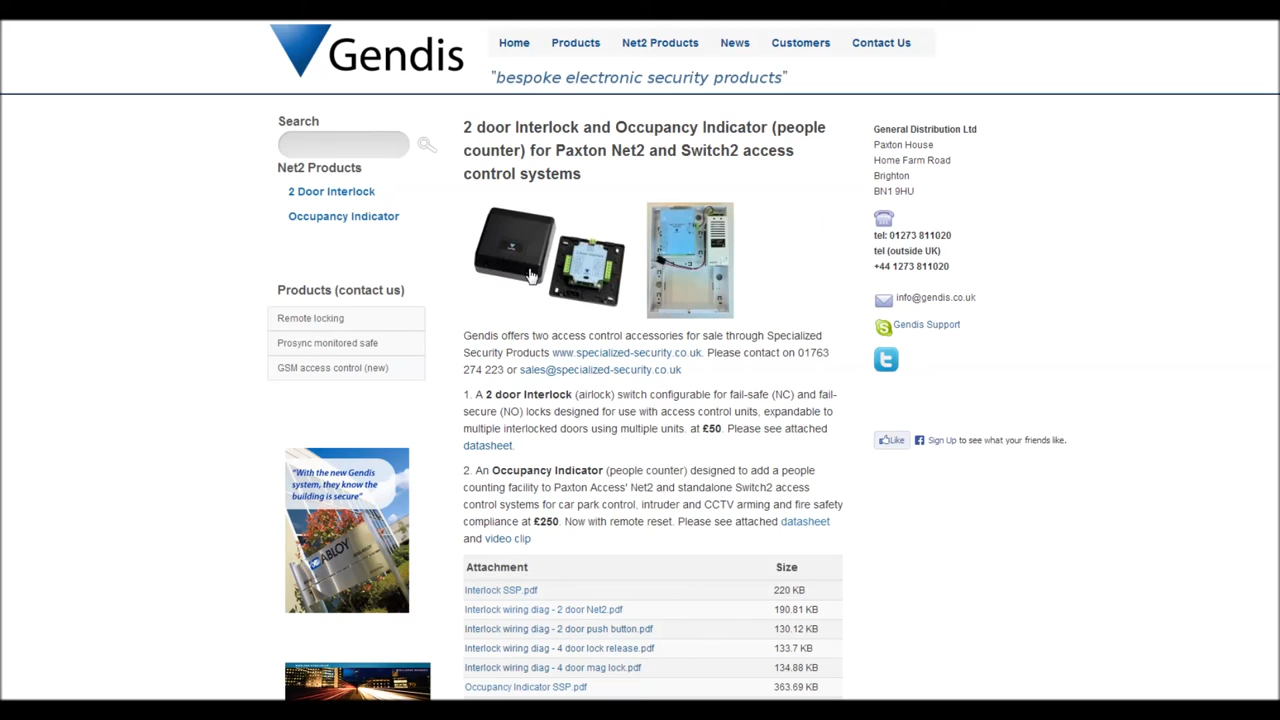 Gendis
Home
Products
Net2 Products
News
Customers
Contact Us
"bespoke electronic security products"
Search
Net2 Products
2 Door Interlock
Occupancy Indicator
Products (contact us)
Remote locking
Prosync monitored safe
GSM access control (new)
"With the new Gendis
system, they know the
building is secure"
ABLOY
2 door Interlock and Occupancy Indicator (people
counter) for Paxton Net2 and Switch2 access
control systems
Gendis offers two access control accessories for sale through Specialized
Security Products www.specialized-security.co.uk. Please contact on 01763
274 223 or sales@specialized-security.co.uk
1. A 2 door Interlock (airlock) switch configurable for fail-safe (NC) and fail-
secure (NO) locks designed for use with access control units, expandable to
multiple interlocked doors using multiple units. at £50. Please see attached
datasheet.
2. An Occupancy Indicator (people counter) designed to add a people
counting facility to Paxton Access' Net2 and standalone Switch2 access
control systems for car park control, intruder and CCTV arming and fire safety
compliance at £250. Now with remote reset. Please see attached datasheet
and video clip
Attachment Size
Interlock SSP.pdf 220 KB
Interlock wiring diag - 2 door Net2.pdf 190.81 KB
Interlock wiring diag - 2 door push button.pdf 130.12 KB
Interlock wiring diag - 4 door lock release.pdf 133.7 KB
Interlock wiring diag - 4 door mag lock.pdf 134.88 KB
Occupancy Indicator SSP.pdf 363.69 KB
General Distribution Ltd
Paxton House
Home Farm Road
Brighton
BN1 9HU
tel: 01273 811020
tel (outside UK)
+44 1273 811020
info@gendis.co.uk
Gendis Support
Like
Sign Up to see what your friends like.